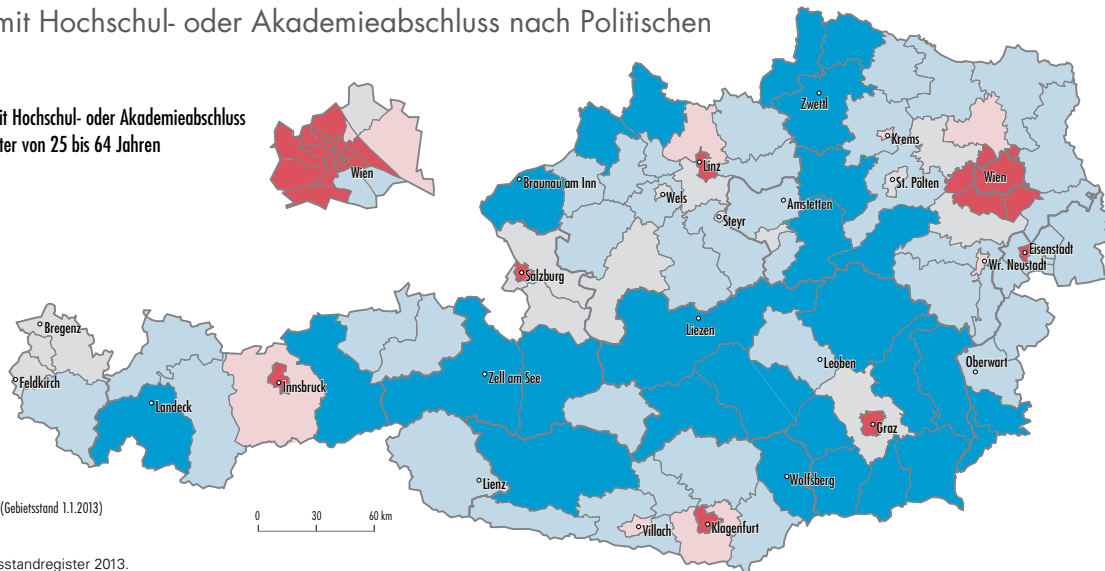 mit Hochschul- oder Akademieabschluss nach Politischen
it Hochschul- oder Akademieabschluss
ter von 25 bis 64 Jahren
Wien
Zwettl
Krems
Linz
Wien
Braunau am Inn
St. Pölten
Wels
Amstetten
Steyr
Eisenstadt
Salzburg
Wr. Neustadt
Bregenz
Liezen
Leoben
Oberwart
Feldkirch
Zell am See
Innsbruck
Landeck
Graz
Wolfsberg
Lienz
(Gebietsstand 1.1.2013)
0 30 60 km
Villach
Klagenfurt
sstandregister 2013.